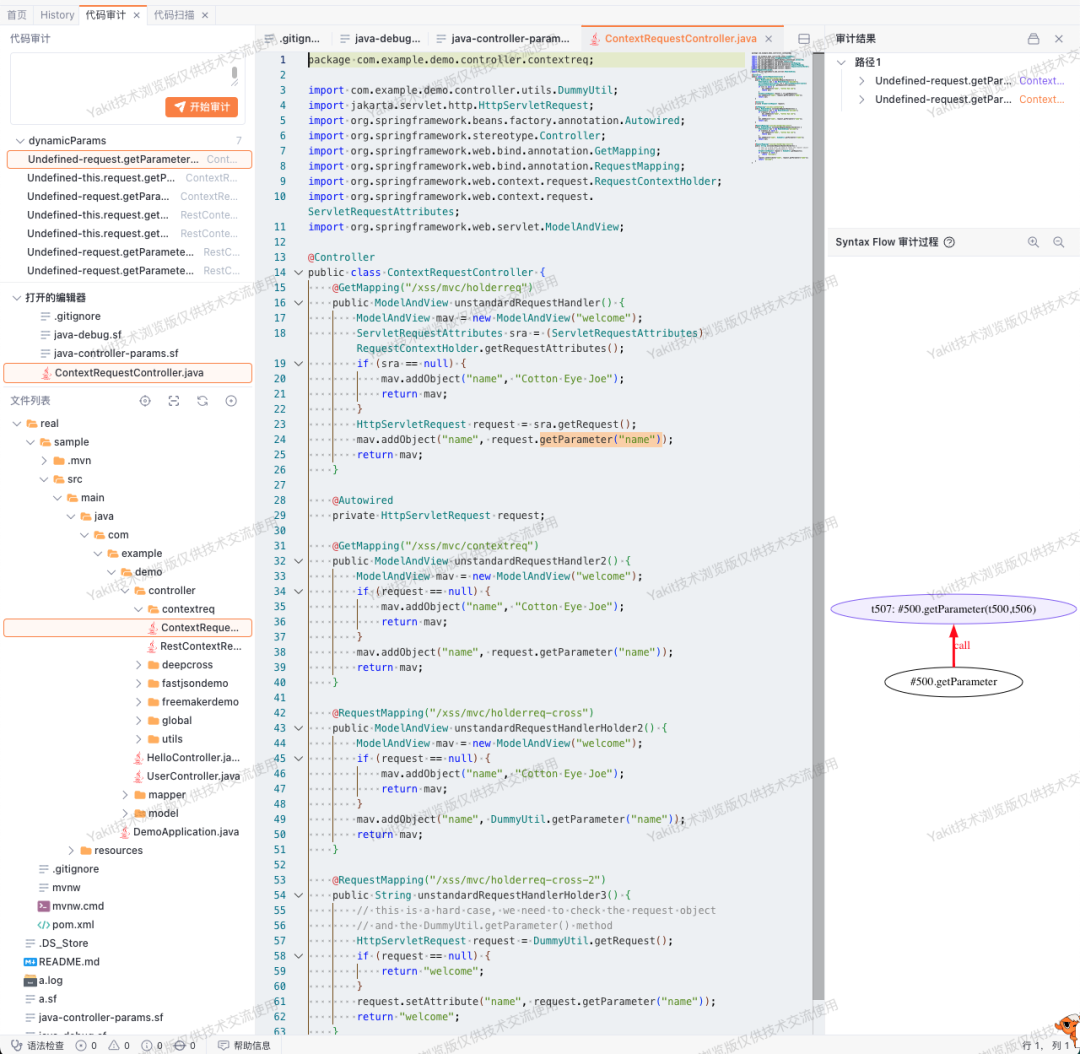 首页 History 代码审计 × 代码扫描 ×
代码审计
开始审计
dynamicParams 7
Undefined-request.getParameter... Cont...
Undefined-this.request.getP... ContextR...
Undefined-request.getPara... ContextRe...
Undefined-this.request.get... RestConte...
Undefined-this.request.get... RestConte...
Undefined-request.getParamete... RestC...
Undefined-request.getParamete... RestC...
打开的编辑器
.gitignore
java-debug.sf
java-controller-params.sf
ContextRequestController.java
文件列表
real
sample
.mvn
src
main
java
com
example
demo
controller
contextreq
ContextReque...
RestContextRe...
deepcross
fastjsondemo
freemakerdemo
global
utils
HelloController.ja...
UserController.java
mapper
model
DemoApplication.java
resources
.gitignore
mvnw
mvnw.cmd
pom.xml
.DS_Store
README.md
a.log
a.sf
java-controller-params.sf
java-debug.sf
.gitign... java-debug... java-controller-param... ContextRequestController.java ×
1 package com.example.demo.controller.contextreq;
2
3 import com.example.demo.controller.utils.DummyUtil;
4 import jakarta.servlet.http.HttpServletRequest;
5 import org.springframework.beans.factory.annotation.Autowired;
6 import org.springframework.stereotype.Controller;
7 import org.springframework.web.bind.annotation.GetMapping;
8 import org.springframework.web.bind.annotation.RequestMapping;
9 import org.springframework.web.context.request.RequestContextHolder;
10 import org.springframework.web.context.request.
ServletRequestAttributes;
11 import org.springframework.web.servlet.ModelAndView;
12
13 @Controller
14 public class ContextRequestController {
15 @GetMapping("/xss/mvc/holderreq")
16 public ModelAndView unstandardRequestHandler() {
17 ModelAndView mav = new ModelAndView("welcome");
18 ServletRequestAttributes sra = (ServletRequestAttributes)
RequestContextHolder.getRequestAttributes();
19 if (sra == null) {
20 mav.addObject("name", "Cotton Eye Joe");
21 return mav;
22 }
23 HttpServletRequest request = sra.getRequest();
24 mav.addObject("name", request.getParameter("name"));
25 return mav;
26 }
27
28 @Autowired
29 private HttpServletRequest request;
30
31 @GetMapping("/xss/mvc/contextreq")
32 public ModelAndView unstandardRequestHandler2() {
33 ModelAndView mav = new ModelAndView("welcome");
34 if (request == null) {
35 mav.addObject("name", "Cotton Eye Joe");
36 return mav;
37 }
38 mav.addObject("name", request.getParameter("name"));
39 return mav;
40 }
41
42 @RequestMapping("/xss/mvc/holderreq-cross")
43 public ModelAndView unstandardRequestHandlerHolder2() {
44 ModelAndView mav = new ModelAndView("welcome");
45 if (request == null) {
46 mav.addObject("name", "Cotton Eye Joe");
47 return mav;
48 }
49 mav.addObject("name", DummyUtil.getParameter("name"));
50 return mav;
51 }
52
53 @RequestMapping("/xss/mvc/holderreq-cross-2")
54 public String unstandardRequestHandlerHolder3() {
55 // this is a hard case, we need to check the request object
56 // and the DummyUtil.getParameter() method
57 HttpServletRequest request = DummyUtil.getRequest();
58 if (request == null) {
59 return "welcome";
60 }
61 request.setAttribute("name", request.getParameter("name"));
62 return "welcome";
63 }
审计结果
路径1
Undefined-request.getPar... Context...
Undefined-request.getPar... Contex...
Syntax Flow 审计过程
t507: #500.getParameter(t500,t506)
call
#500.getParameter
语法检查 0 0 0 0 帮助信息
行 1, 列 1
Yakit技术浏览版仅供技术交流使用